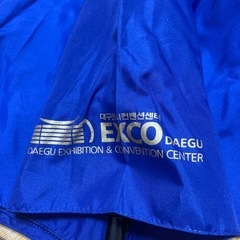 대구전시컨벤션센터
EXCO DAEGU
DAEGU EXHIBITION & CONVENTION CENTER